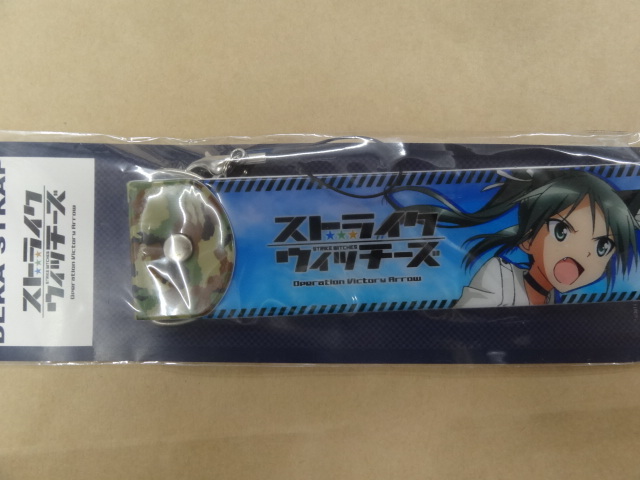 DEKA STRAP
ストライク
ウィッチーズ
Operation Victory Arrow
ストライク
STRIKE WITCHES
ウィッチーズ
Operation Victory Arrow